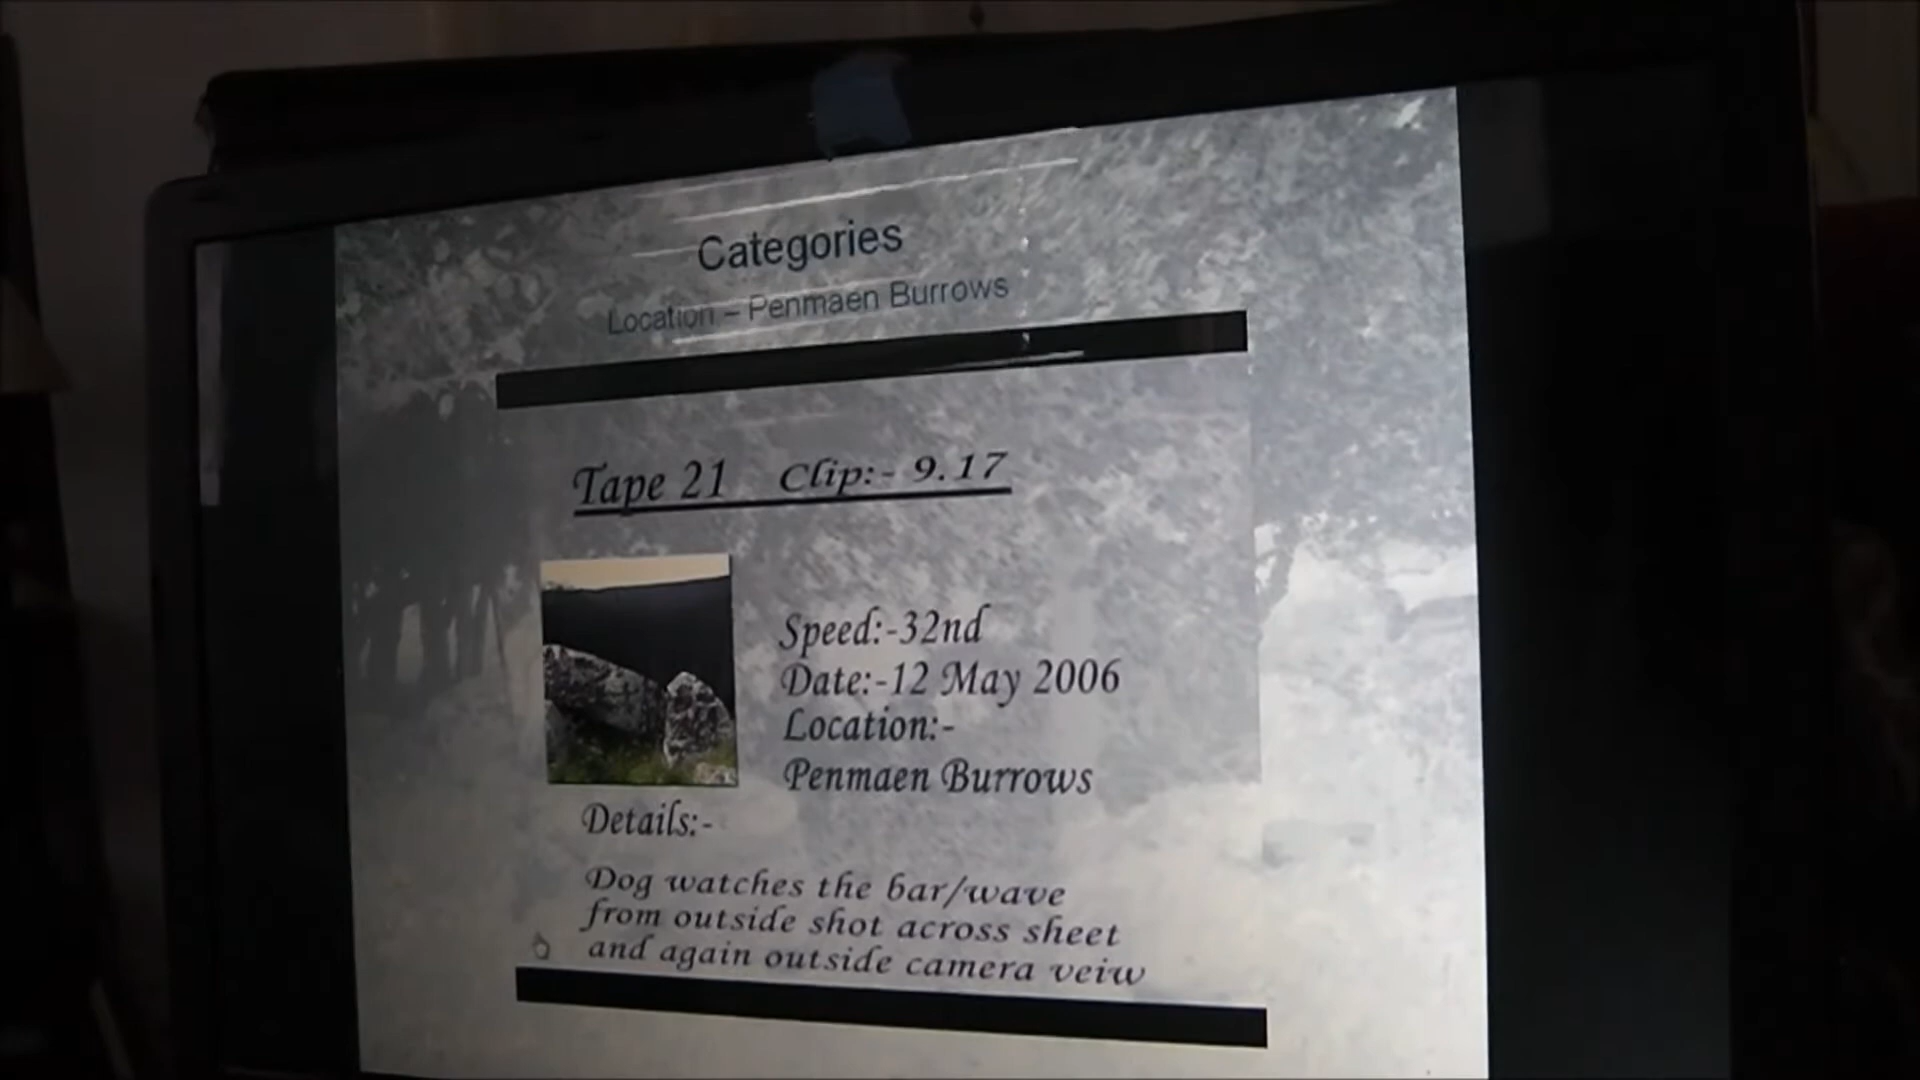 Categories
Location – Penmaen Burrows
Tape 21 Clip:- 9.17
Speed:-32nd
Date:-12 May 2006
Location:-
Penmaen Burrows
Details:-
Dog watches the bar/wave
from outside shot across sheet
and again outside camera veiw